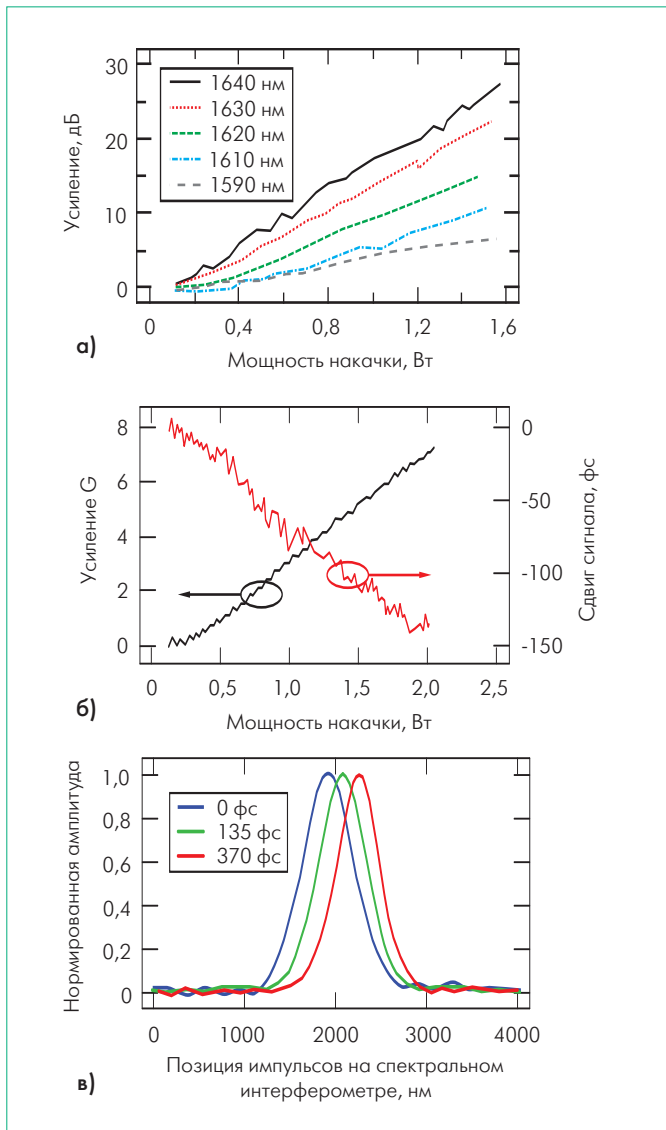 30
20
10
0
Усиление, дБ
1640 нм
1630 нм
1620 нм
1610 нм
1590 нм
0 0,4 0,8 1,2 1,6
Мощность накачки, Вт
а)
8
6
4
2
0
Усиление G
0
-50
-100
-150
Сдвиг сигнала, фс
0 0,5 1,0 1,5 2,0 2,5
Мощность накачки, Вт
б)
1,0
0,8
0,6
0,4
0,2
0
Нормированная амплитуда
0 фс
135 фс
370 фс
0 1000 2000 3000 4000
Позиция импульсов на спектральном
интерферометре, нм
в)